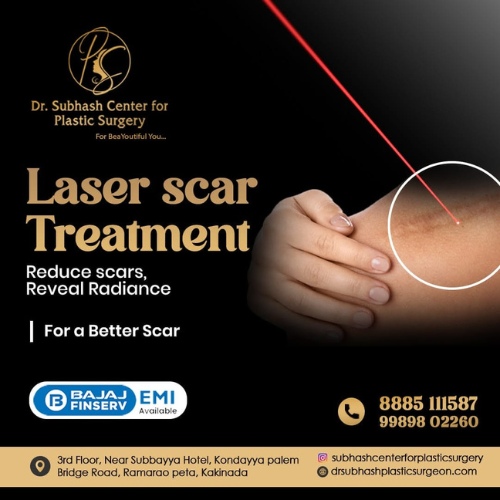 PS
Dr. Subhash Center for
Plastic Surgery
For BeaYoutiful You...
Laser scar
Treatment
Reduce scars,
Reveal Radiance
For a Better Scar
BAJAJ
FINSERV
EMI
Available
8885 111587
99898 02260
3rd Floor, Near Subbayya Hotel, Kondayya palem
Bridge Road, Ramarao peta, Kakinada
subhashcenterforplasticsurgery
drsubhashplasticsurgeon.com